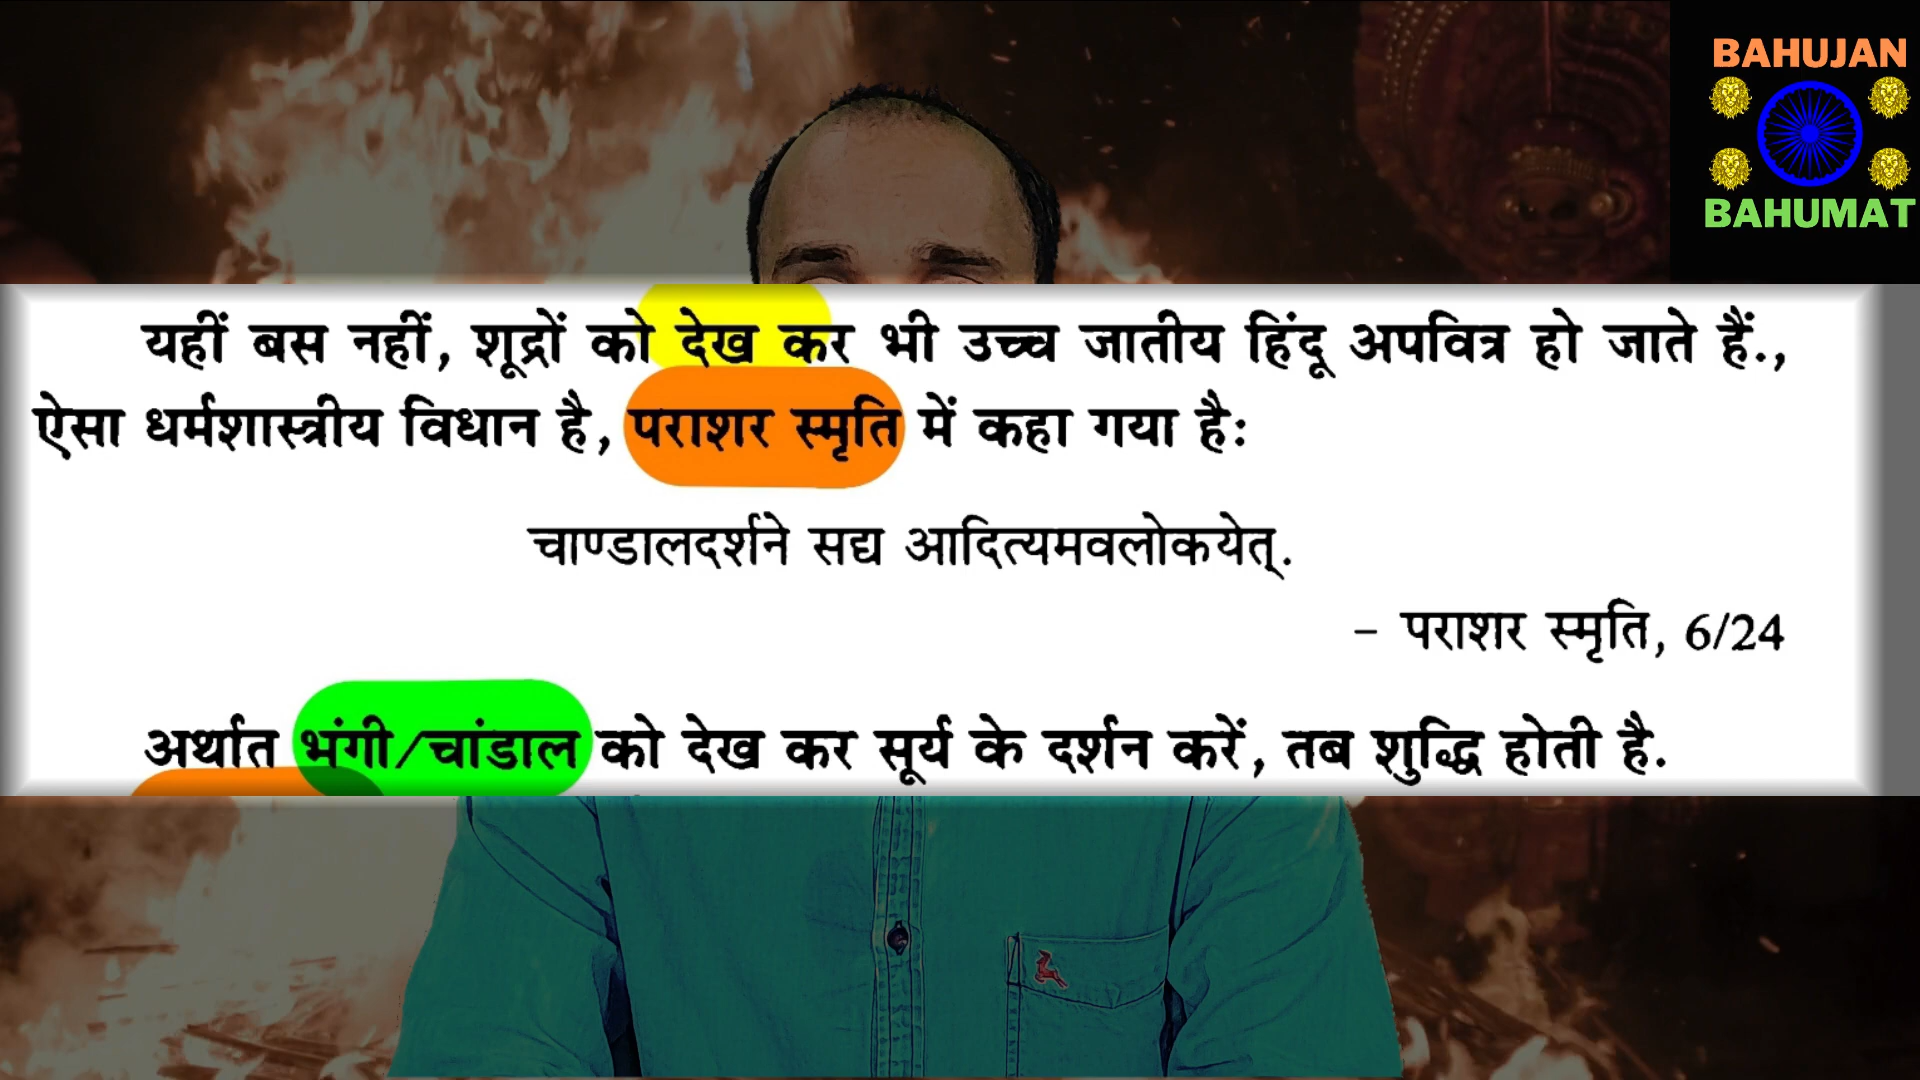 BAHUJAN
BAHUMAT
यहीं बस नहीं, शूद्रों को देख कर भी उच्च जातीय हिंदू अपवित्र हो जाते हैं.,
ऐसा धर्मशास्त्रीय विधान है, पराशर स्मृति में कहा गया है:
चाण्डालदर्शने सद्य आदित्यमवलोकयेत्.
– पराशर स्मृति, 6/24
अर्थात भंगी/चांडाल को देख कर सूर्य के दर्शन करें, तब शुद्धि होती है.